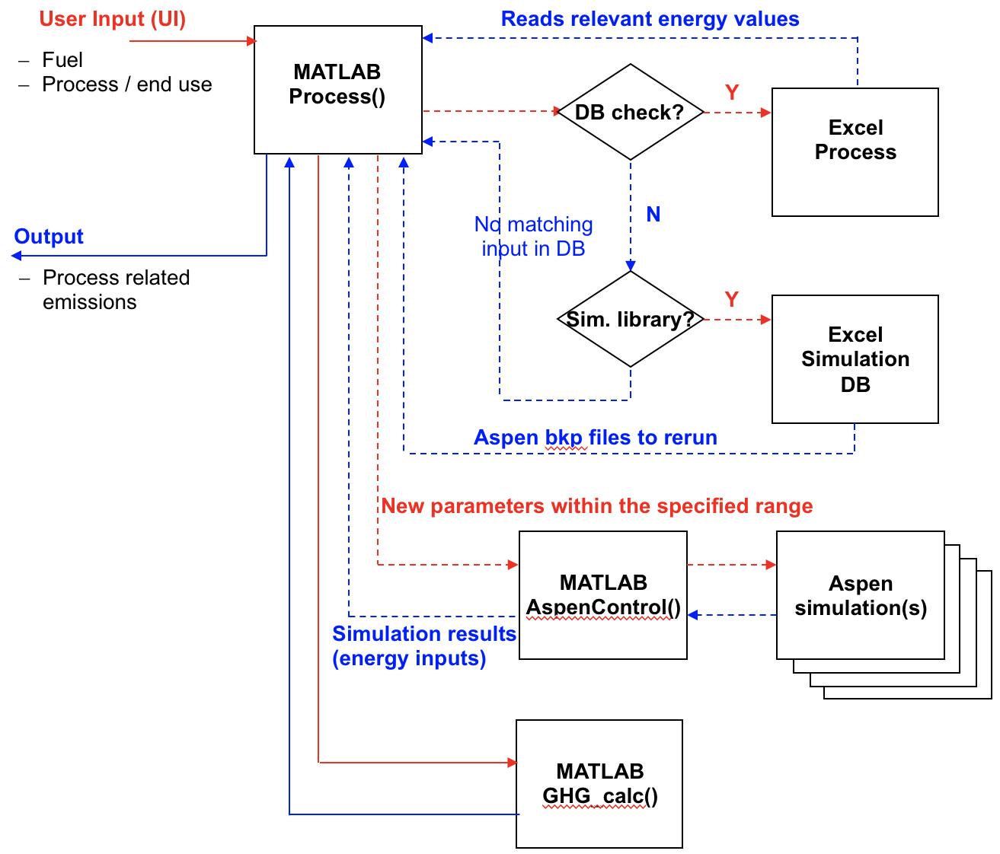 User Input (UI)
– Fuel
– Process / end use
MATLAB
Process()
Reads relevant energy values
DB check?
Y
Excel
Process
Output
– Process related
emissions
No matching
input in DB
N
Sim. library?
Y
Excel
Simulation
DB
Aspen bkp files to rerun
New parameters within the specified range
MATLAB
AspenControl()
Aspen
simulation(s)
Simulation results
(energy inputs)
MATLAB
GHG_calc()